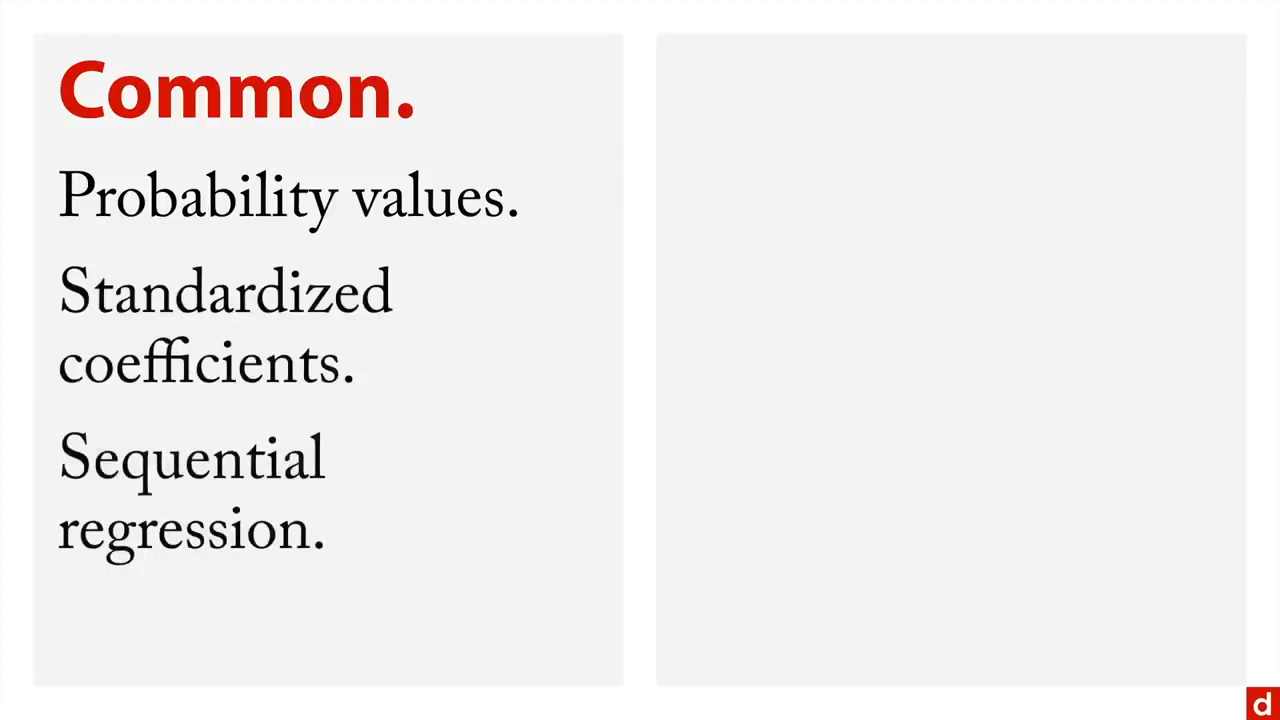 Common.
Probability values.
Standardized
coefficients.
Sequential
regression.
d